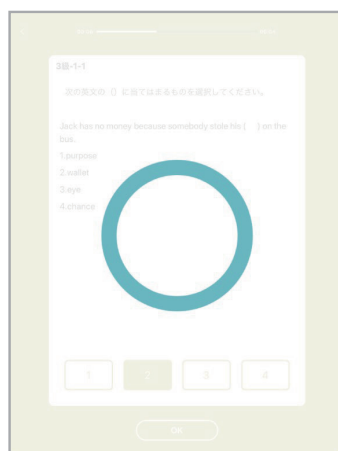 3級-1-1
次の英文の（）に当てはまるものを選択してください。
Jack has no money because somebody stole his (   ) on the
bus.
1.purpose
2.wallet
3.eye
4.chance
1 2 3 4
OK